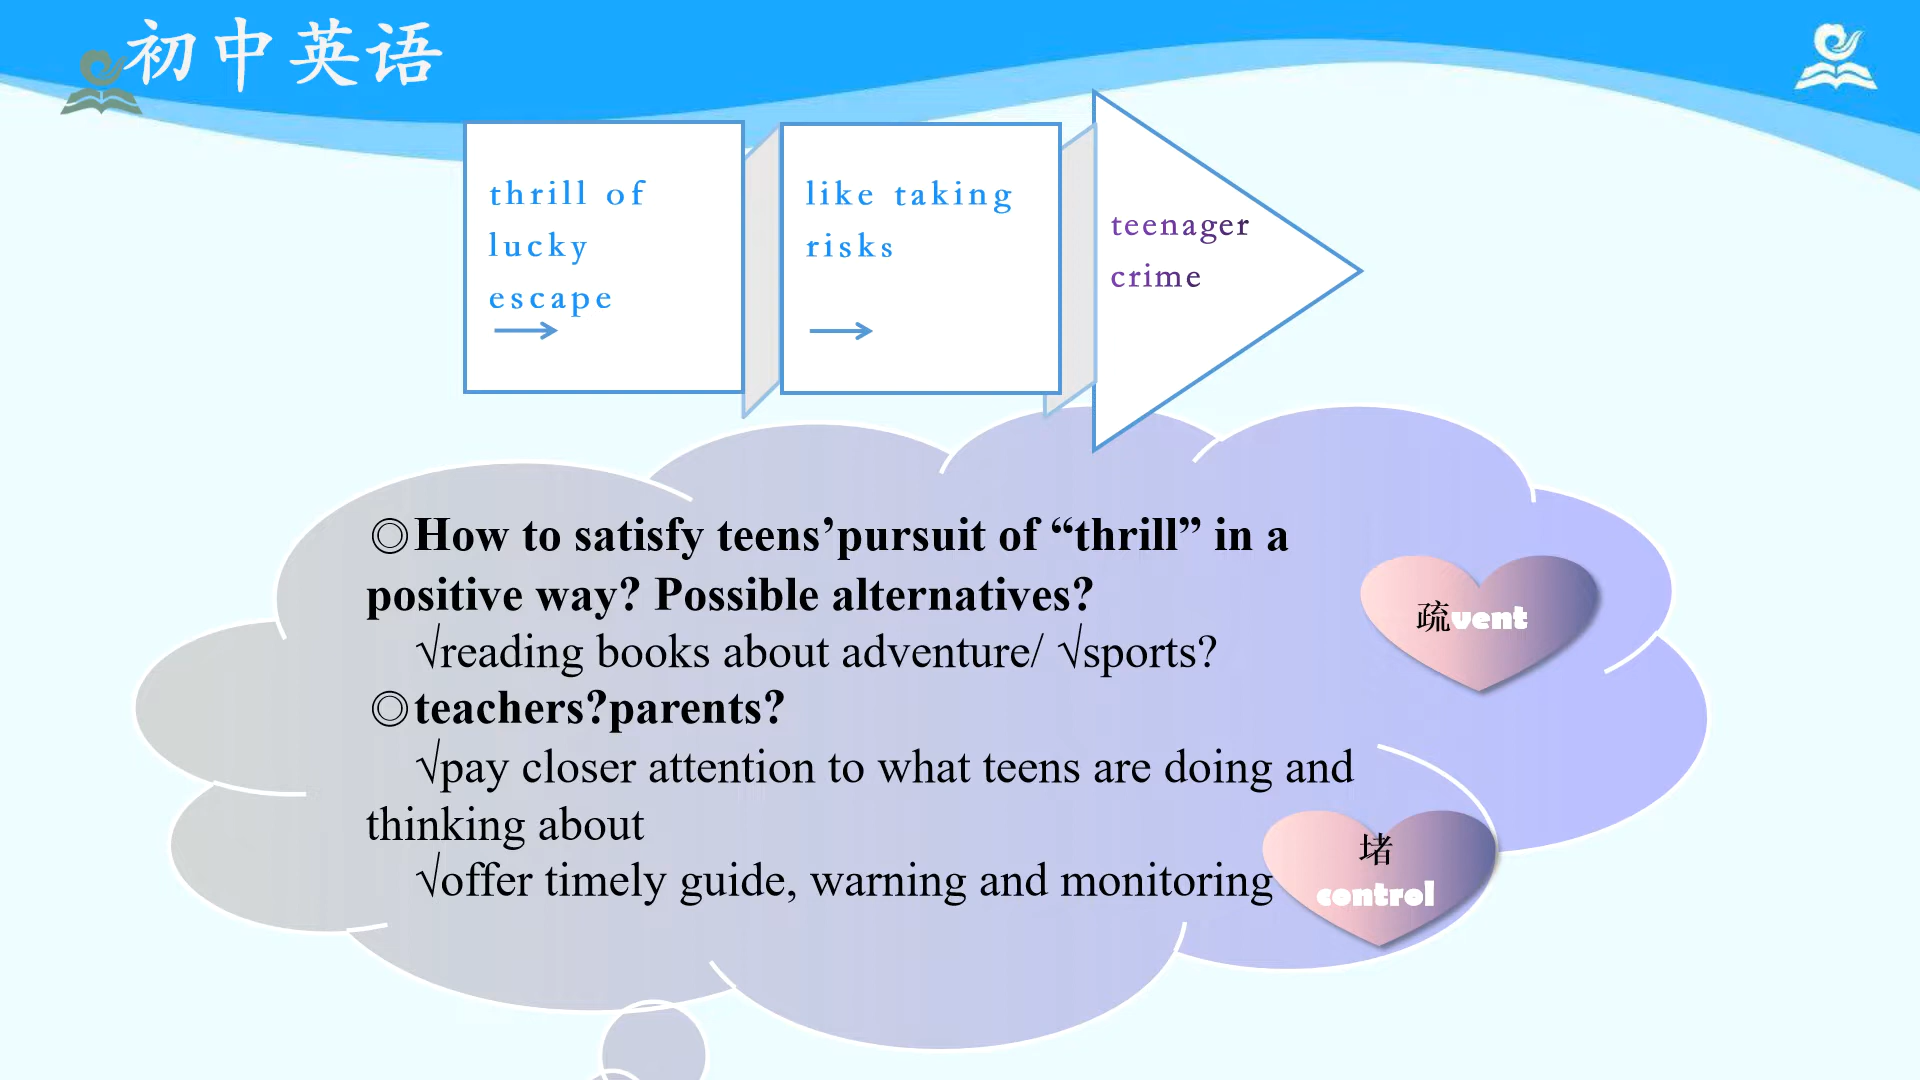 初中英语
thrill of
lucky
escape
like taking
risks
teenager
crime
◎How to satisfy teens’pursuit of “thrill” in a
positive way? Possible alternatives?
√reading books about adventure/ √sports?
疏vent
◎teachers?parents?
√pay closer attention to what teens are doing and
thinking about
√offer timely guide, warning and monitoring
堵
control